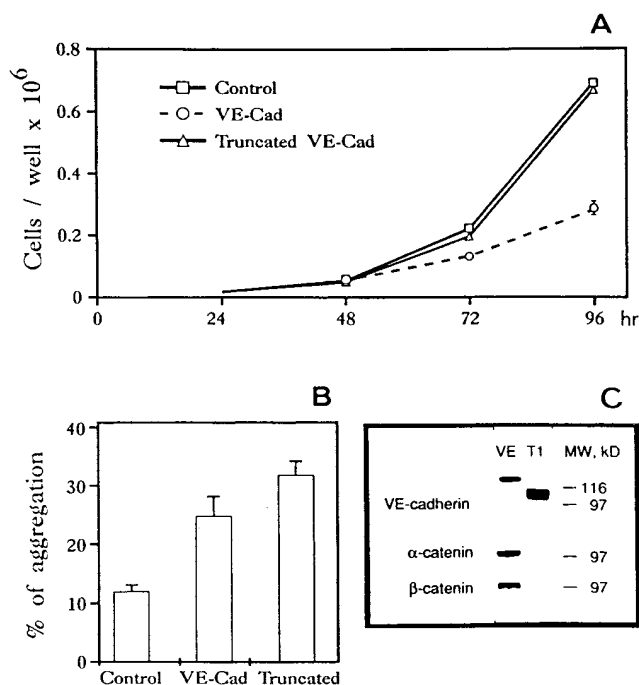 A
Cells / well x 10^6
0.8
0.6
0.4
0.2
0
Control
VE-Cad
Truncated VE-Cad
0 24 48 72 96 hr
B
% of aggregation
40
30
20
10
0
Control VE-Cad Truncated
C
VE T1 MW, kD
VE-cadherin
116
97
α-catenin 97
β-catenin 97